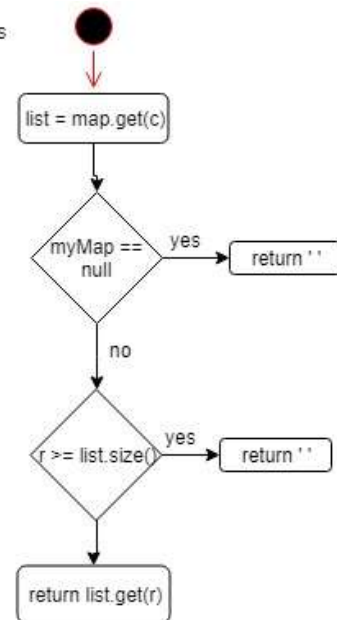 s
list = map.get(c)
myMap ==
null
yes
return ' '
no
r >= list.size()
yes
return ' '
return list.get(r)